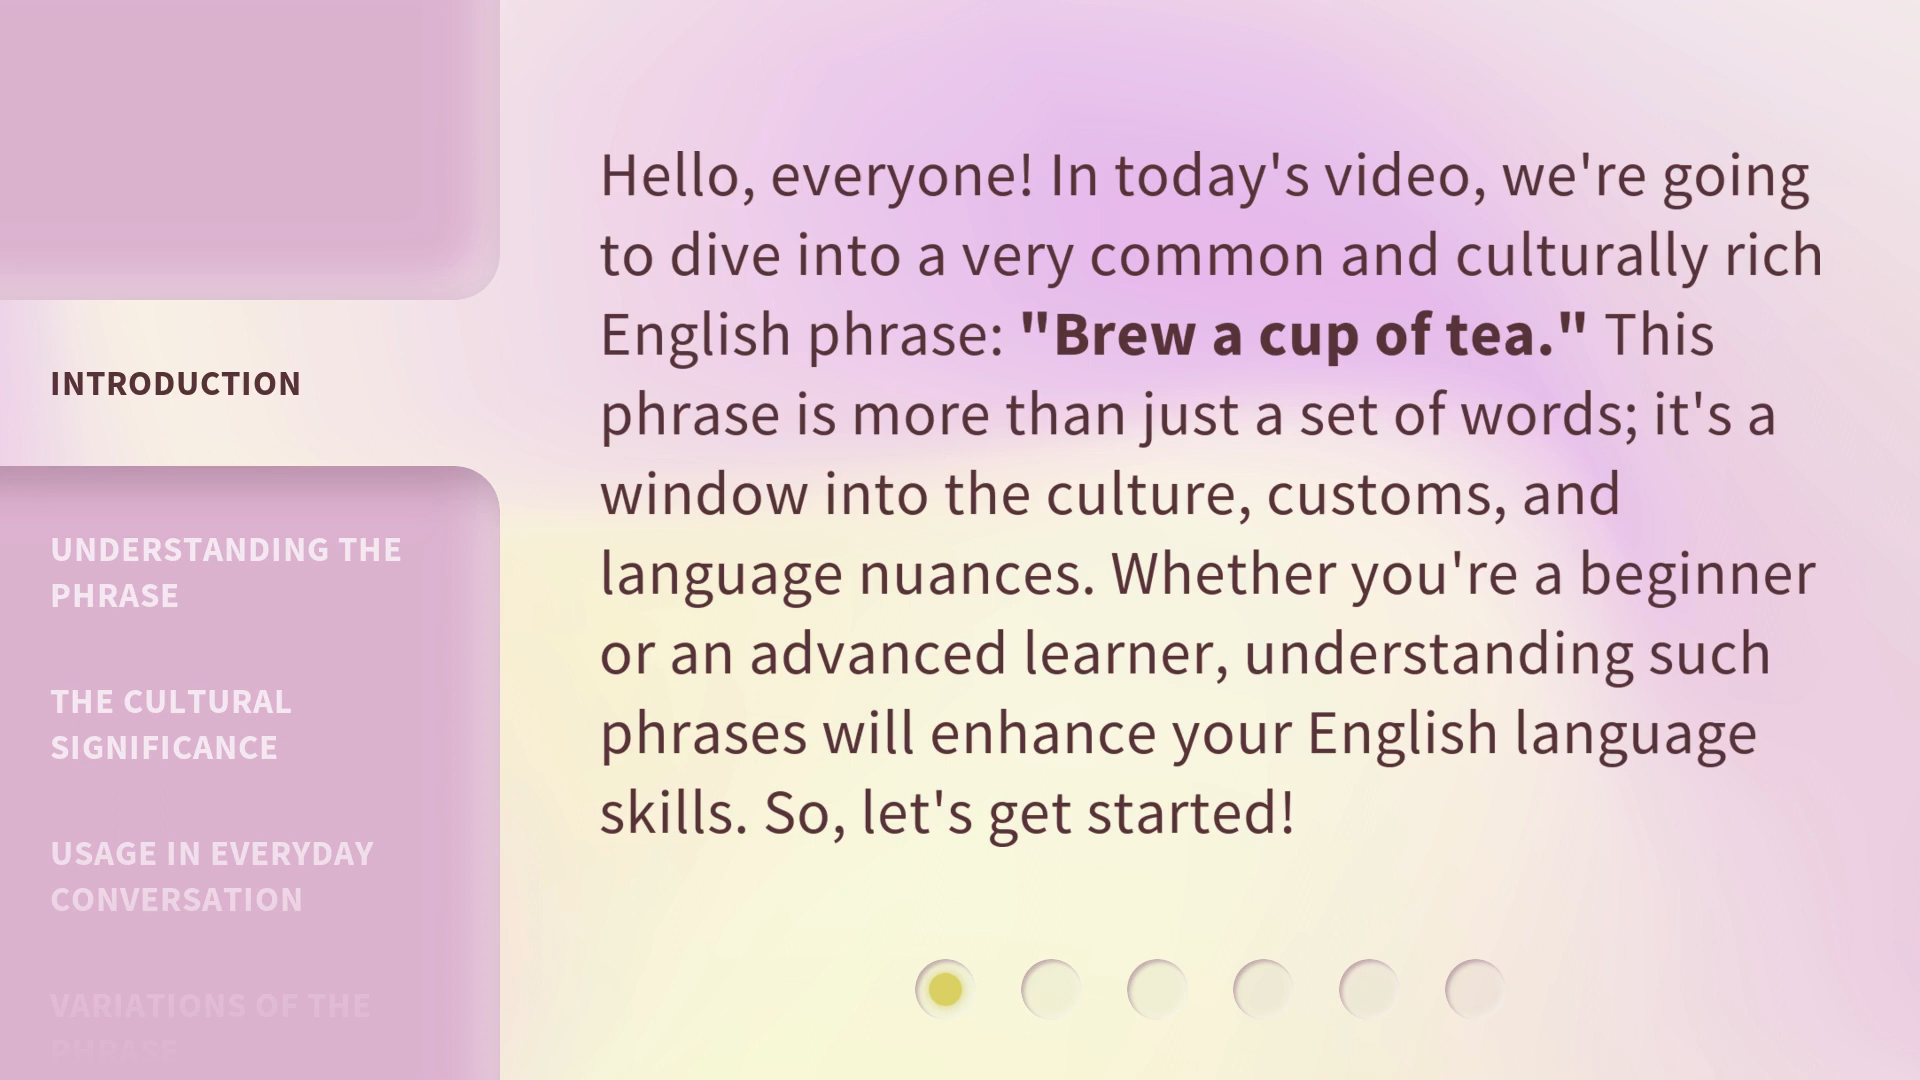 INTRODUCTION
UNDERSTANDING THE
PHRASE
THE CULTURAL
SIGNIFICANCE
USAGE IN EVERYDAY
CONVERSATION
VARIATIONS OF THE
PHRASE
Hello, everyone! In today's video, we're going
to dive into a very common and culturally rich
English phrase: "Brew a cup of tea." This
phrase is more than just a set of words; it's a
window into the culture, customs, and
language nuances. Whether you're a beginner
or an advanced learner, understanding such
phrases will enhance your English language
skills. So, let's get started!